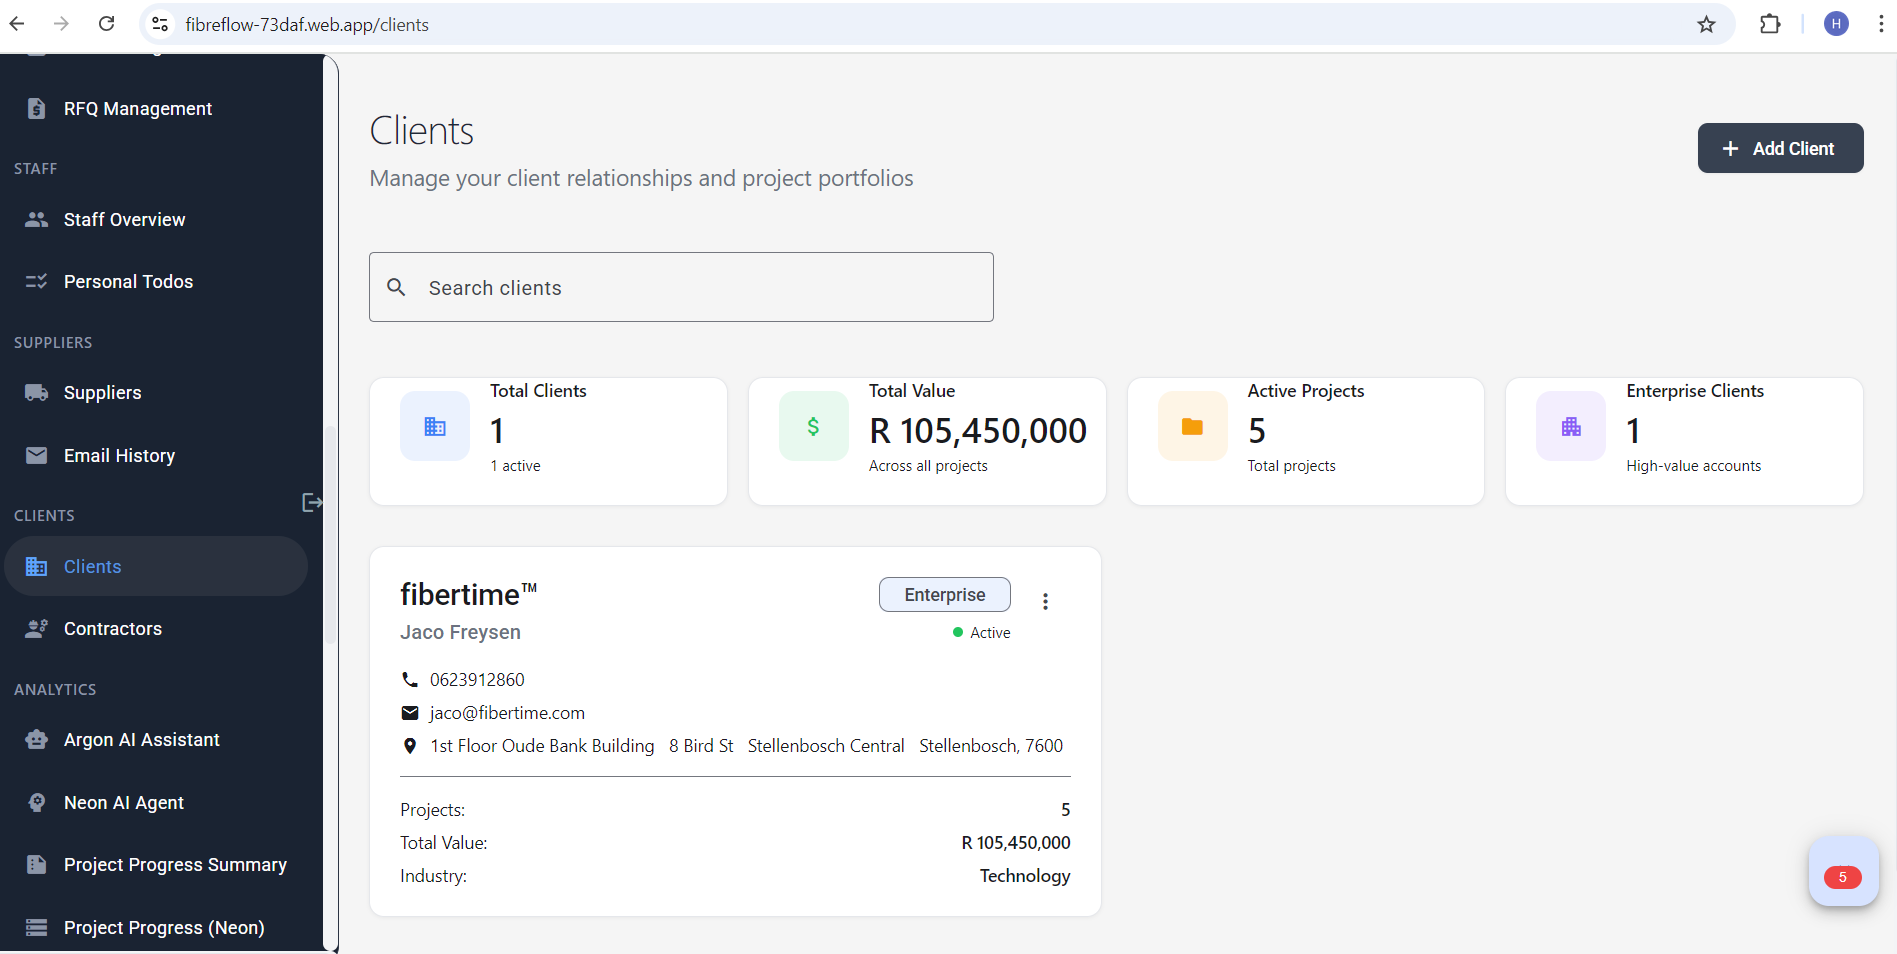 fibreflow-73daf.web.app/clients
H
RFQ Management
STAFF
Staff Overview
Personal Todos
SUPPLIERS
Suppliers
Email History
CLIENTS
Clients
Contractors
ANALYTICS
Argon AI Assistant
Neon AI Agent
Project Progress Summary
Project Progress (Neon)
Clients
Manage your client relationships and project portfolios
+ Add Client
Search clients
Total Clients
1
1 active
$
Total Value
R 105,450,000
Across all projects
Active Projects
5
Total projects
Enterprise Clients
1
High-value accounts
fibertime™
Enterprise
Jaco Freysen
Active
0623912860
jaco@fibertime.com
1st Floor Oude Bank Building 8 Bird St Stellenbosch Central Stellenbosch, 7600
Projects: 5
Total Value: R 105,450,000
Industry: Technology
5